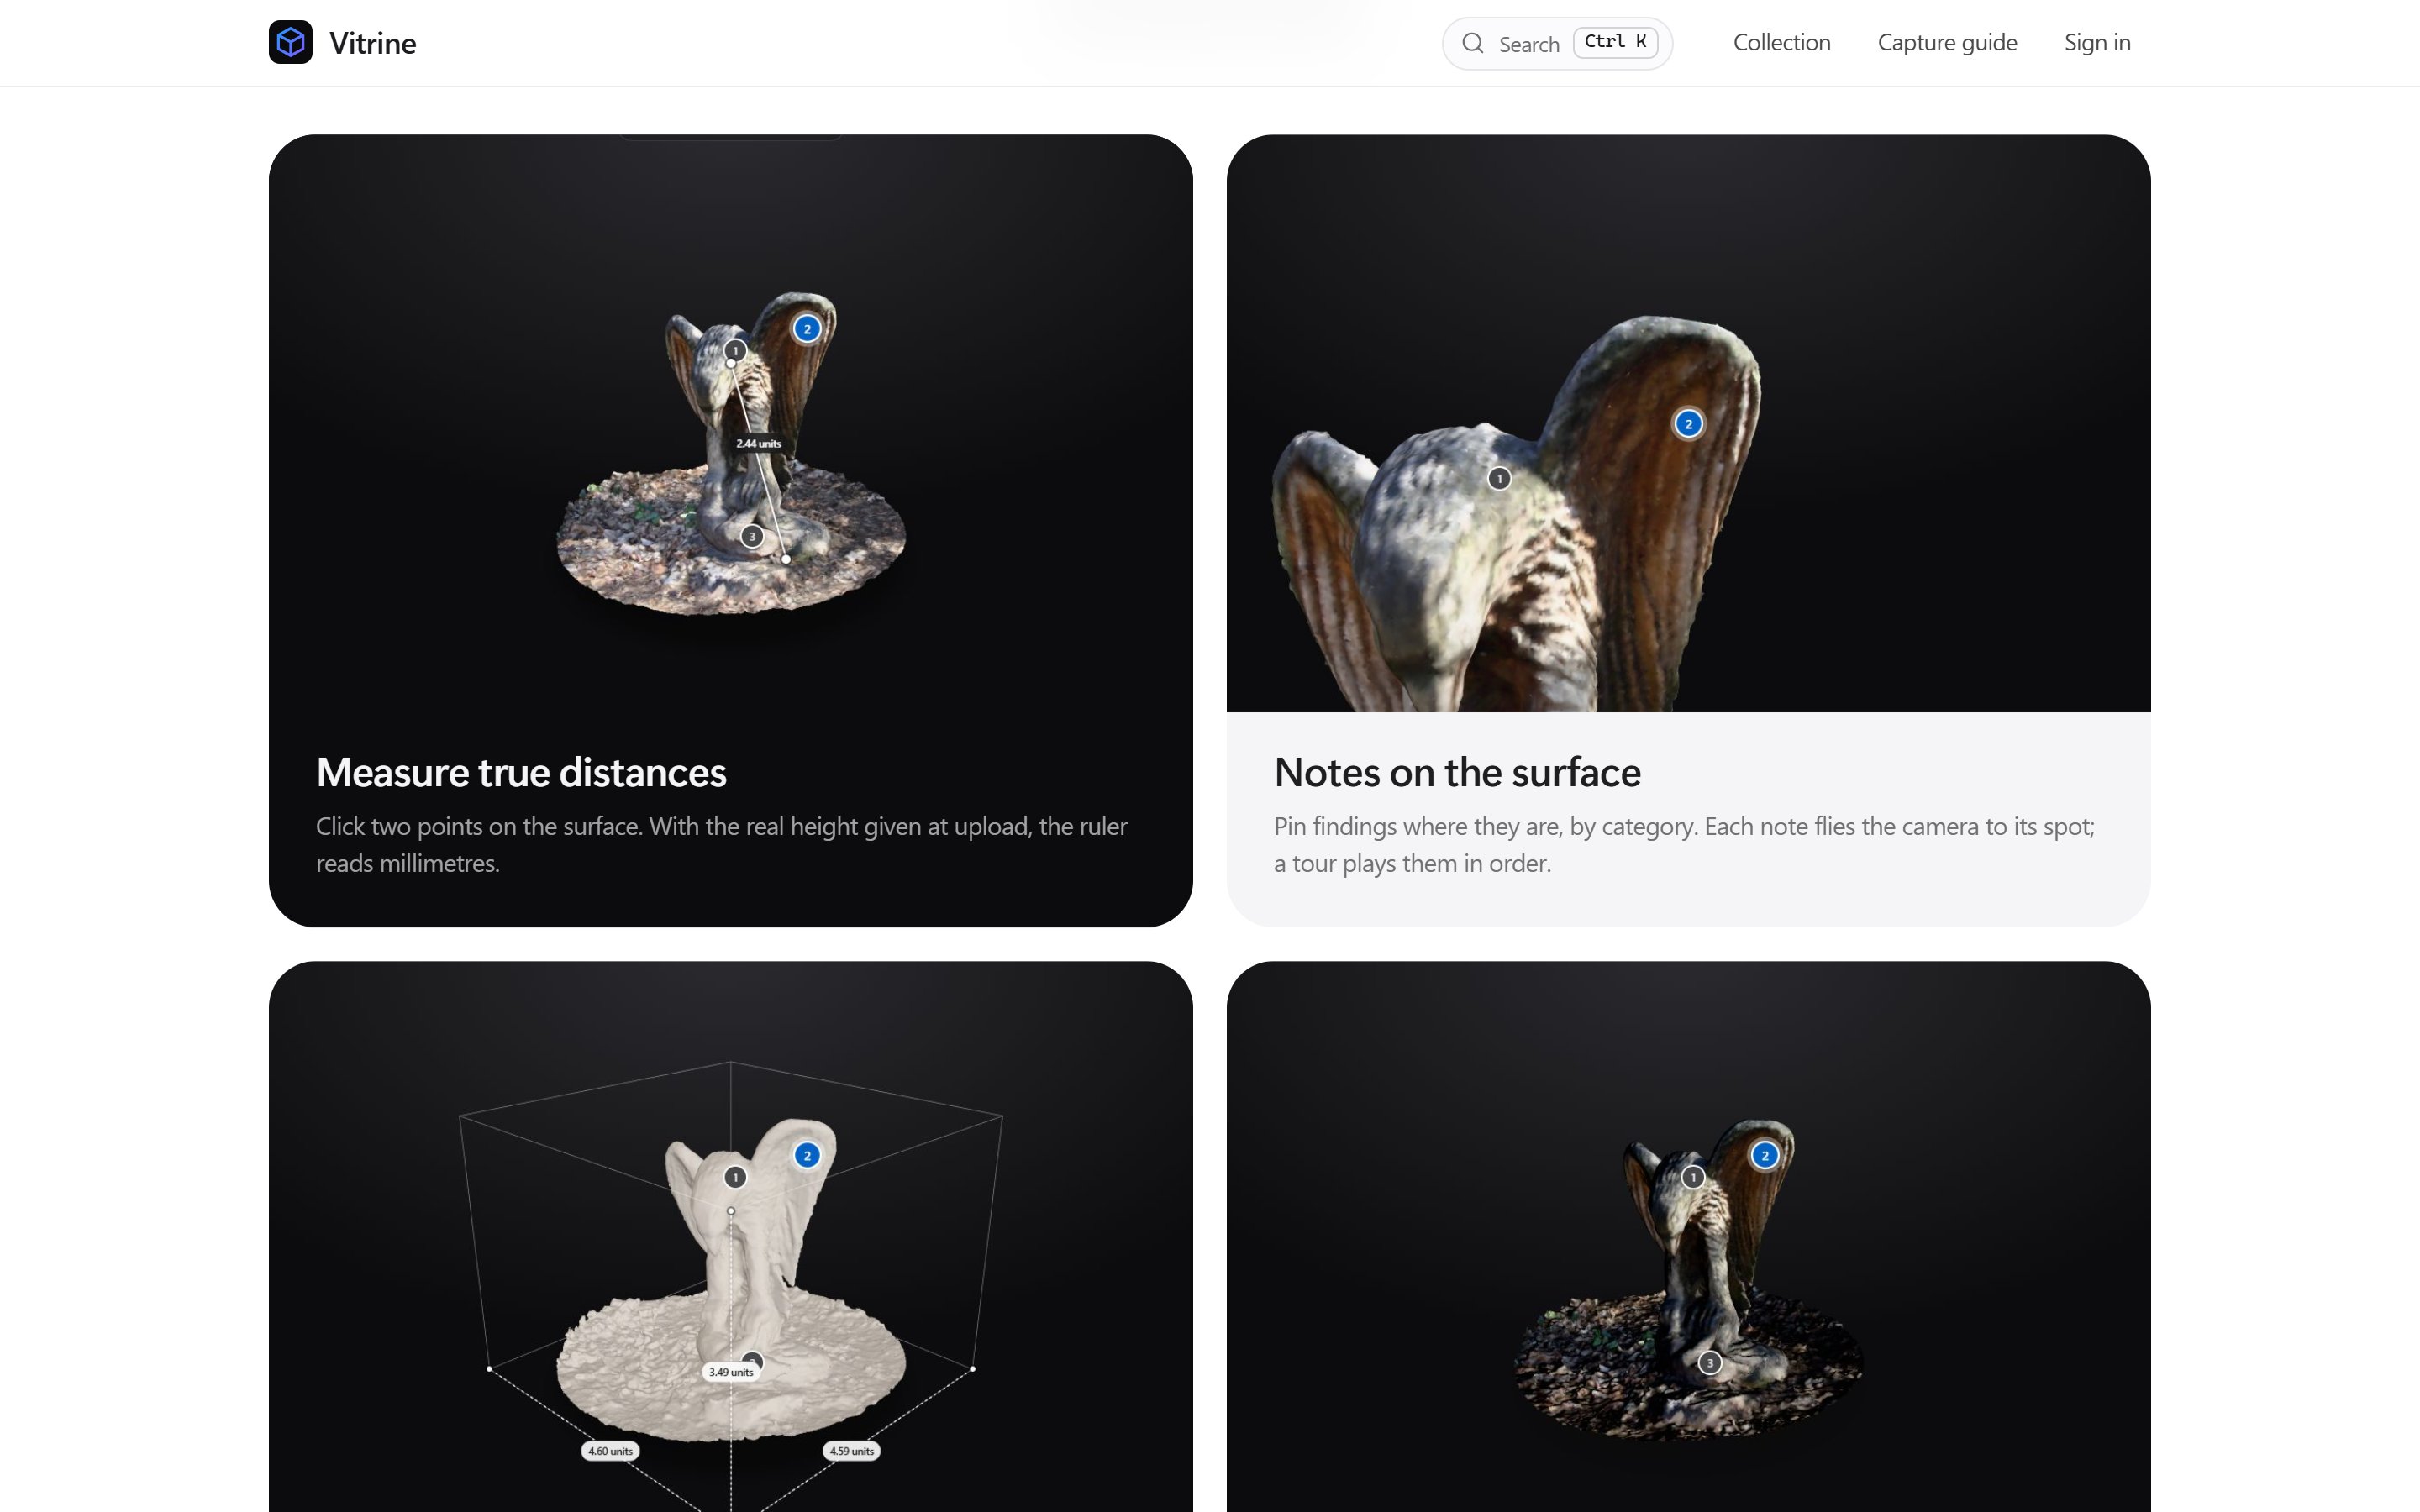 Vitrine
Search Ctrl K
Collection
Capture guide
Sign in
2
1
2.44 units
3
Measure true distances
Click two points on the surface. With the real height given at upload, the ruler
reads millimetres.
2
1
Notes on the surface
Pin findings where they are, by category. Each note flies the camera to its spot;
a tour plays them in order.
2
1
3.49 units
4.60 units
4.59 units
2
1
3